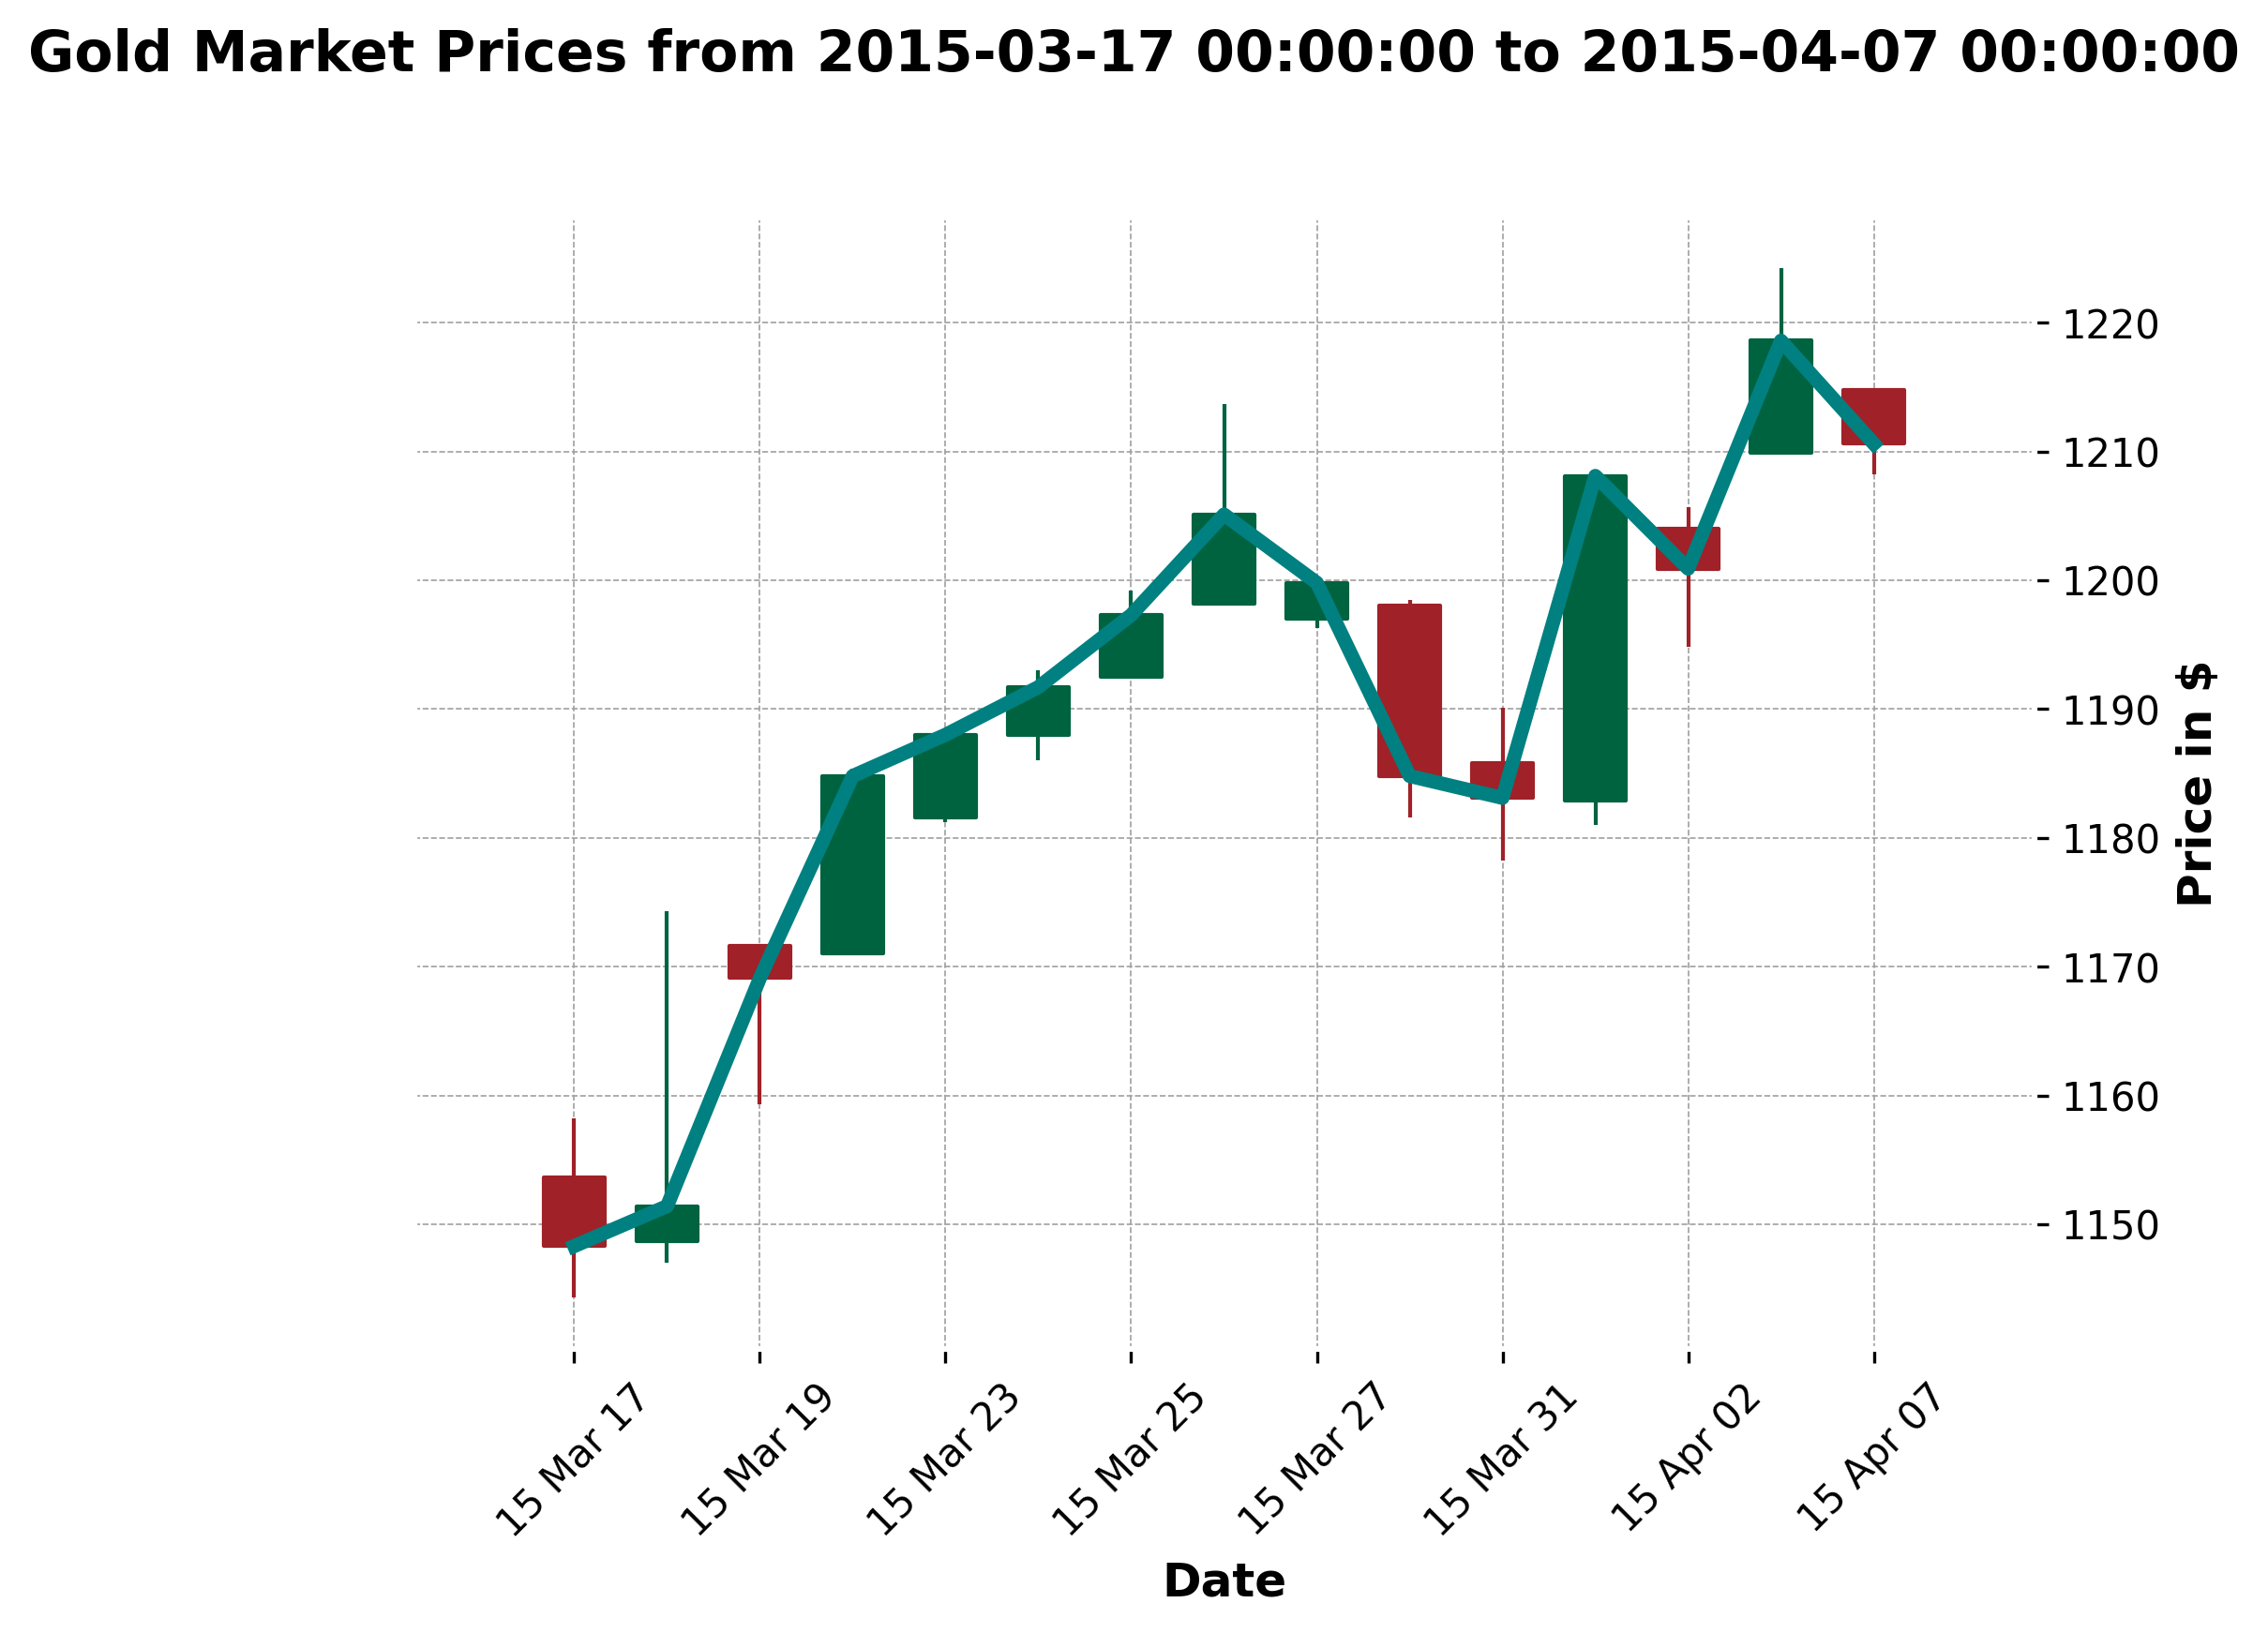 Gold Market Prices from 2015-03-17 00:00:00 to 2015-04-07 00:00:00
1220
1210
1200
1190
1180
1170
1160
1150
Price in $
15 Mar 17
15 Mar 19
15 Mar 23
15 Mar 25
15 Mar 27
15 Mar 31
15 Apr 02
15 Apr 07
Date